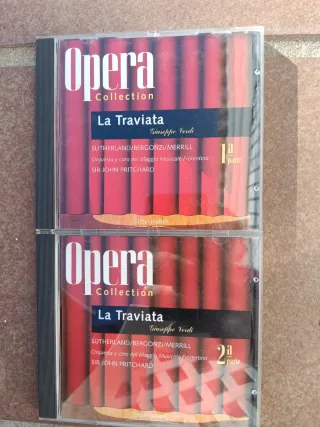 Opera
Collection
La Traviata
Giuseppe Verdi
SUTHERLAND/BERGONZI/MERRILL
Orquesta y coro del Maggio Musicale Fiorentino
SIR JOHN PRITCHARD
1ª
parte
Opera
Collection
La Traviata
Giuseppe Verdi
SUTHERLAND/BERGONZI/MERRILL
Orquesta y coro del Maggio Musicale Fiorentino
SIR JOHN PRITCHARD
2ª
parte